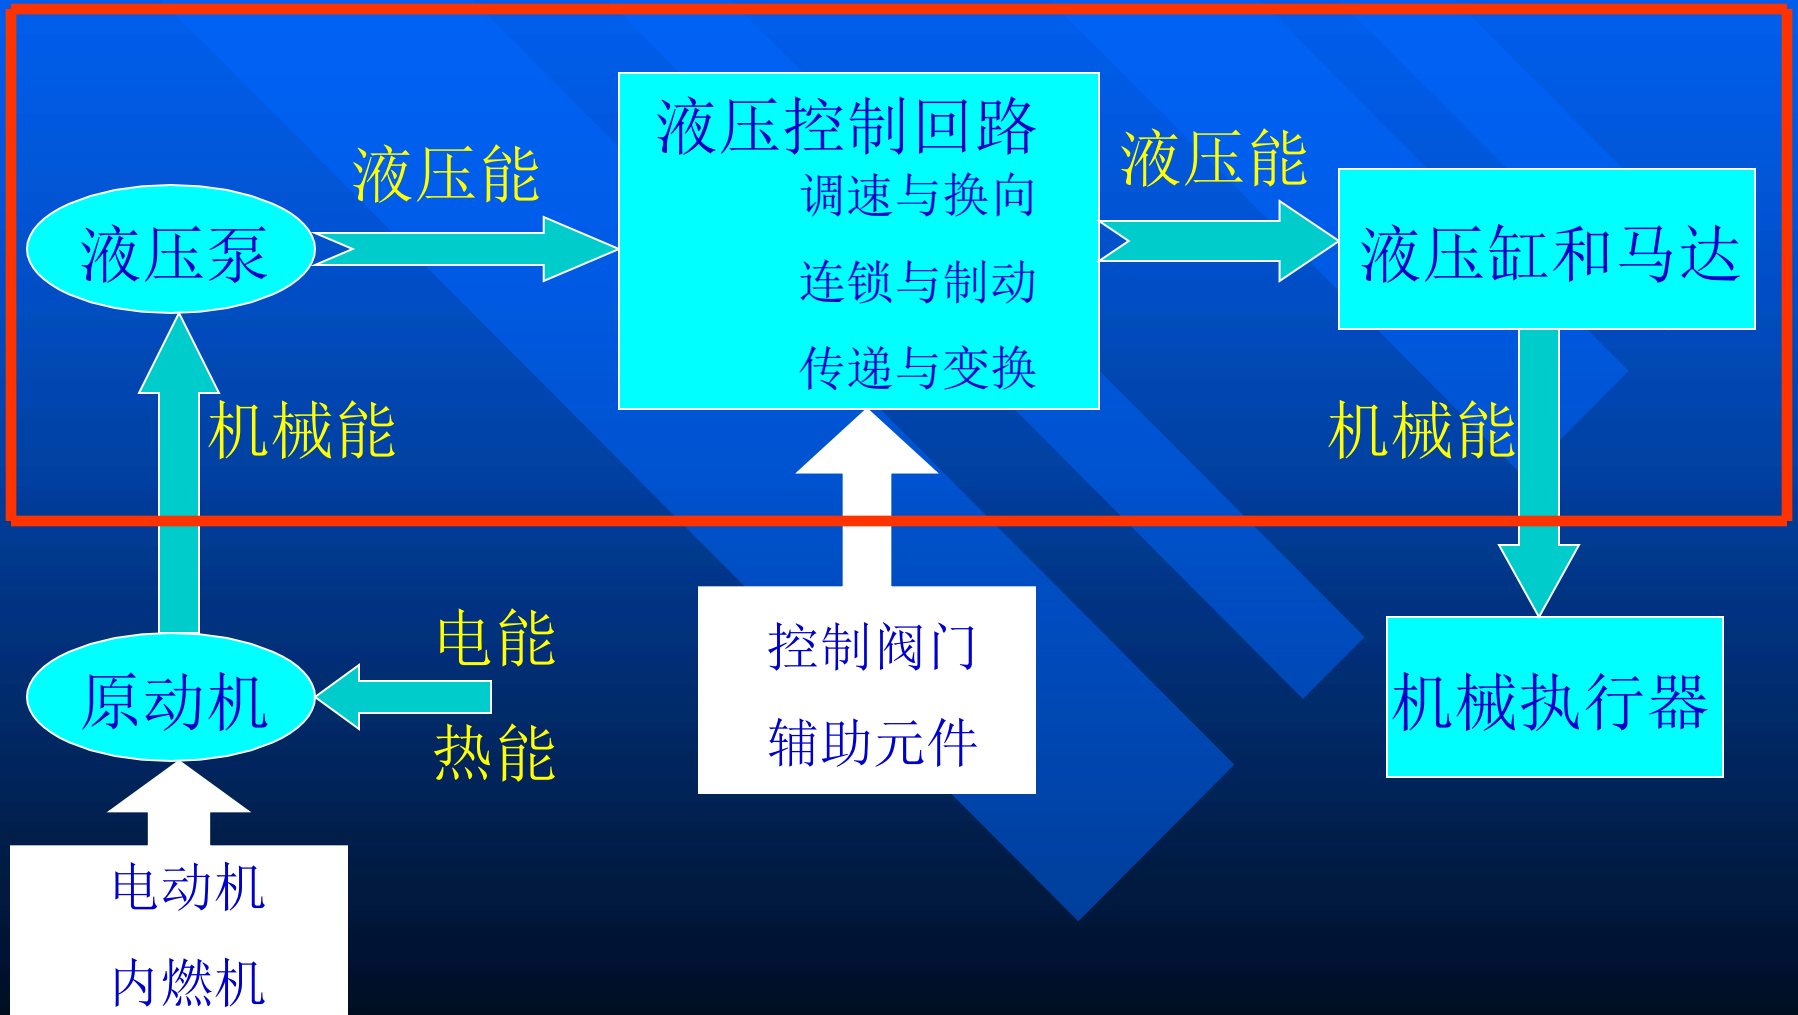 液压控制回路
调速与换向
连锁与制动
传递与变换
液压能
液压能
液压泵
液压缸和马达
机械能
机械能
电能
热能
原动机
控制阀门
辅助元件
机械执行器
电动机
内燃机